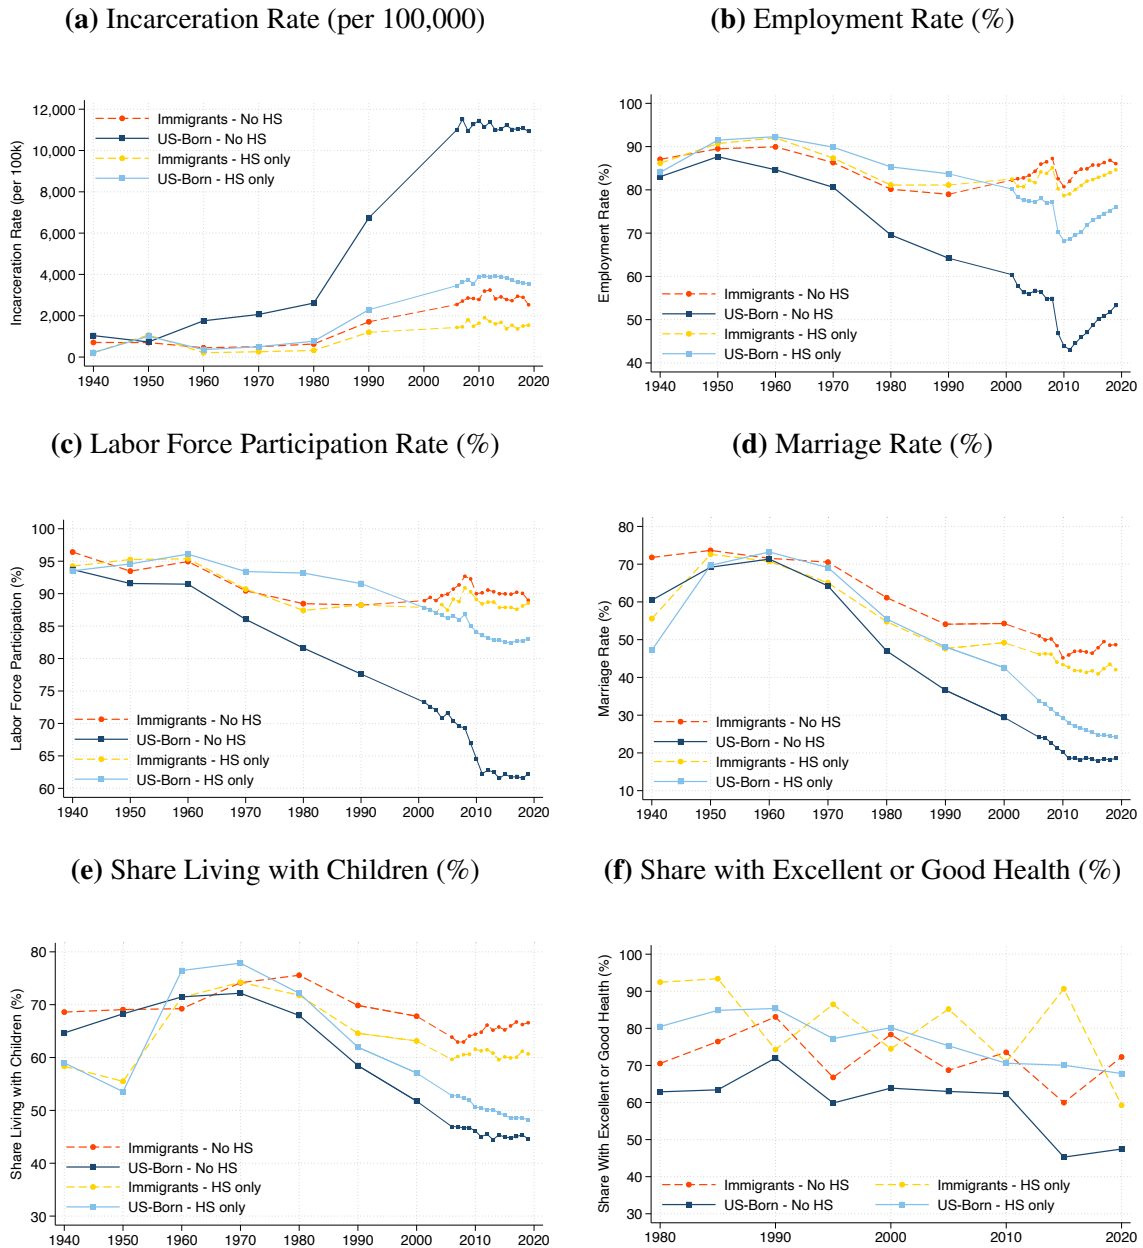 (a) Incarceration Rate (per 100,000)
Incarceration Rate (per 100k)
12,000
10,000
8,000
6,000
4,000
2,000
0
Immigrants - No HS
US-Born - No HS
Immigrants - HS only
US-Born - HS only
1940 1950 1960 1970 1980 1990 2000 2010 2020
(b) Employment Rate (%)
Employment Rate (%)
100
90
80
70
60
50
40
Immigrants - No HS
US-Born - No HS
Immigrants - HS only
US-Born - HS only
1940 1950 1960 1970 1980 1990 2000 2010 2020
(c) Labor Force Participation Rate (%)
Labor Force Participation (%)
100
95
90
85
80
75
70
65
60
Immigrants - No HS
US-Born - No HS
Immigrants - HS only
US-Born - HS only
1940 1950 1960 1970 1980 1990 2000 2010 2020
(d) Marriage Rate (%)
Marriage Rate (%)
80
70
60
50
40
30
20
10
Immigrants - No HS
US-Born - No HS
Immigrants - HS only
US-Born - HS only
1940 1950 1960 1970 1980 1990 2000 2010 2020
(e) Share Living with Children (%)
Share Living with Children (%)
80
70
60
50
40
30
Immigrants - No HS
US-Born - No HS
Immigrants - HS only
US-Born - HS only
1940 1950 1960 1970 1980 1990 2000 2010 2020
(f) Share with Excellent or Good Health (%)
Share With Excellent or Good Health (%)
100
90
80
70
60
50
40
30
Immigrants - No HS Immigrants - HS only
US-Born - No HS US-Born - HS only
1980 1990 2000 2010 2020